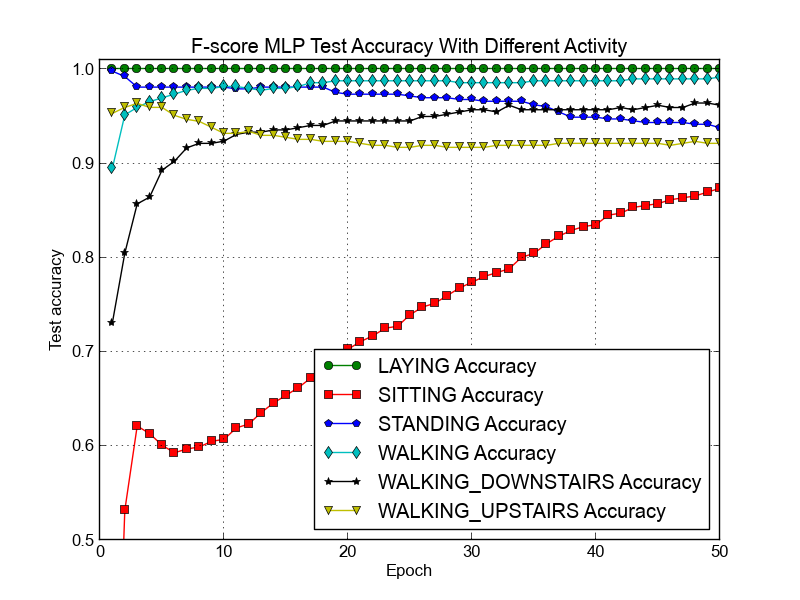 F-score MLP Test Accuracy With Different Activity
1.0
0.9
0.8
0.7
0.6
0.5
Test accuracy
LAYING Accuracy
SITTING Accuracy
STANDING Accuracy
WALKING Accuracy
WALKING_DOWNSTAIRS Accuracy
WALKING_UPSTAIRS Accuracy
0 10 20 30 40 50
Epoch